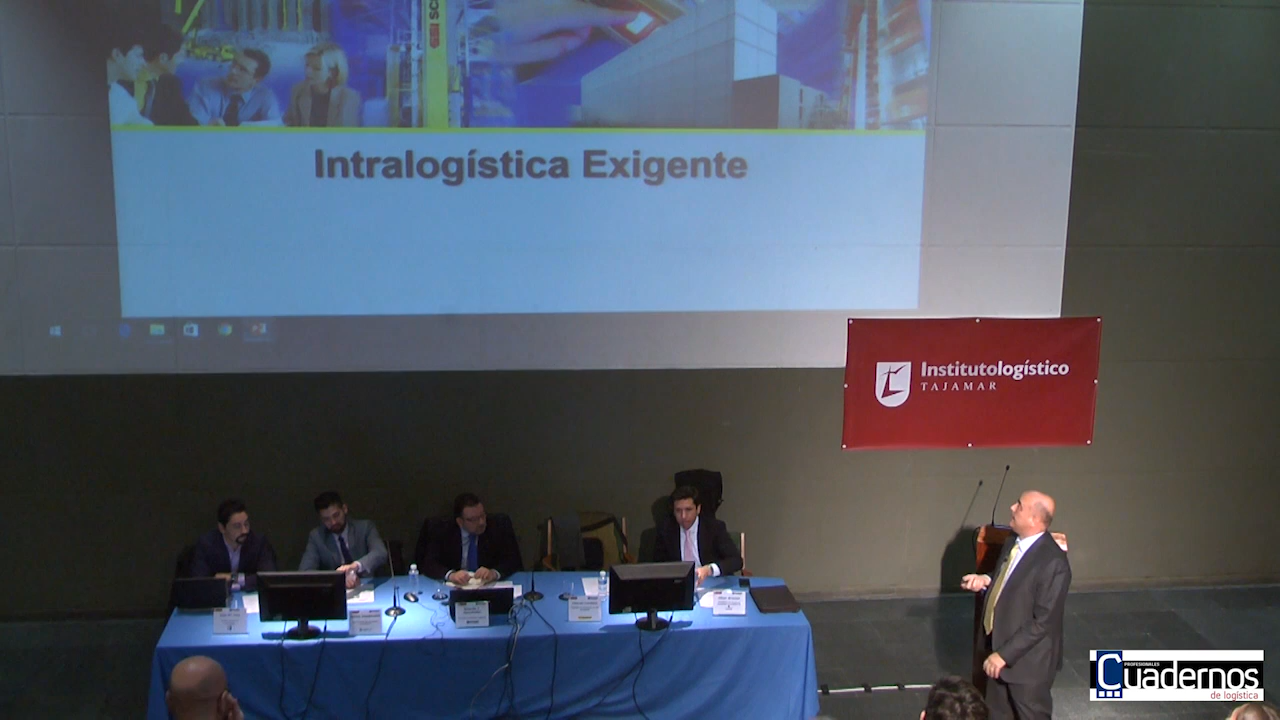 Intralogística Exigente
Institutologístico
TAJAMAR
PROFESIONALES
Cuadernos
de logística